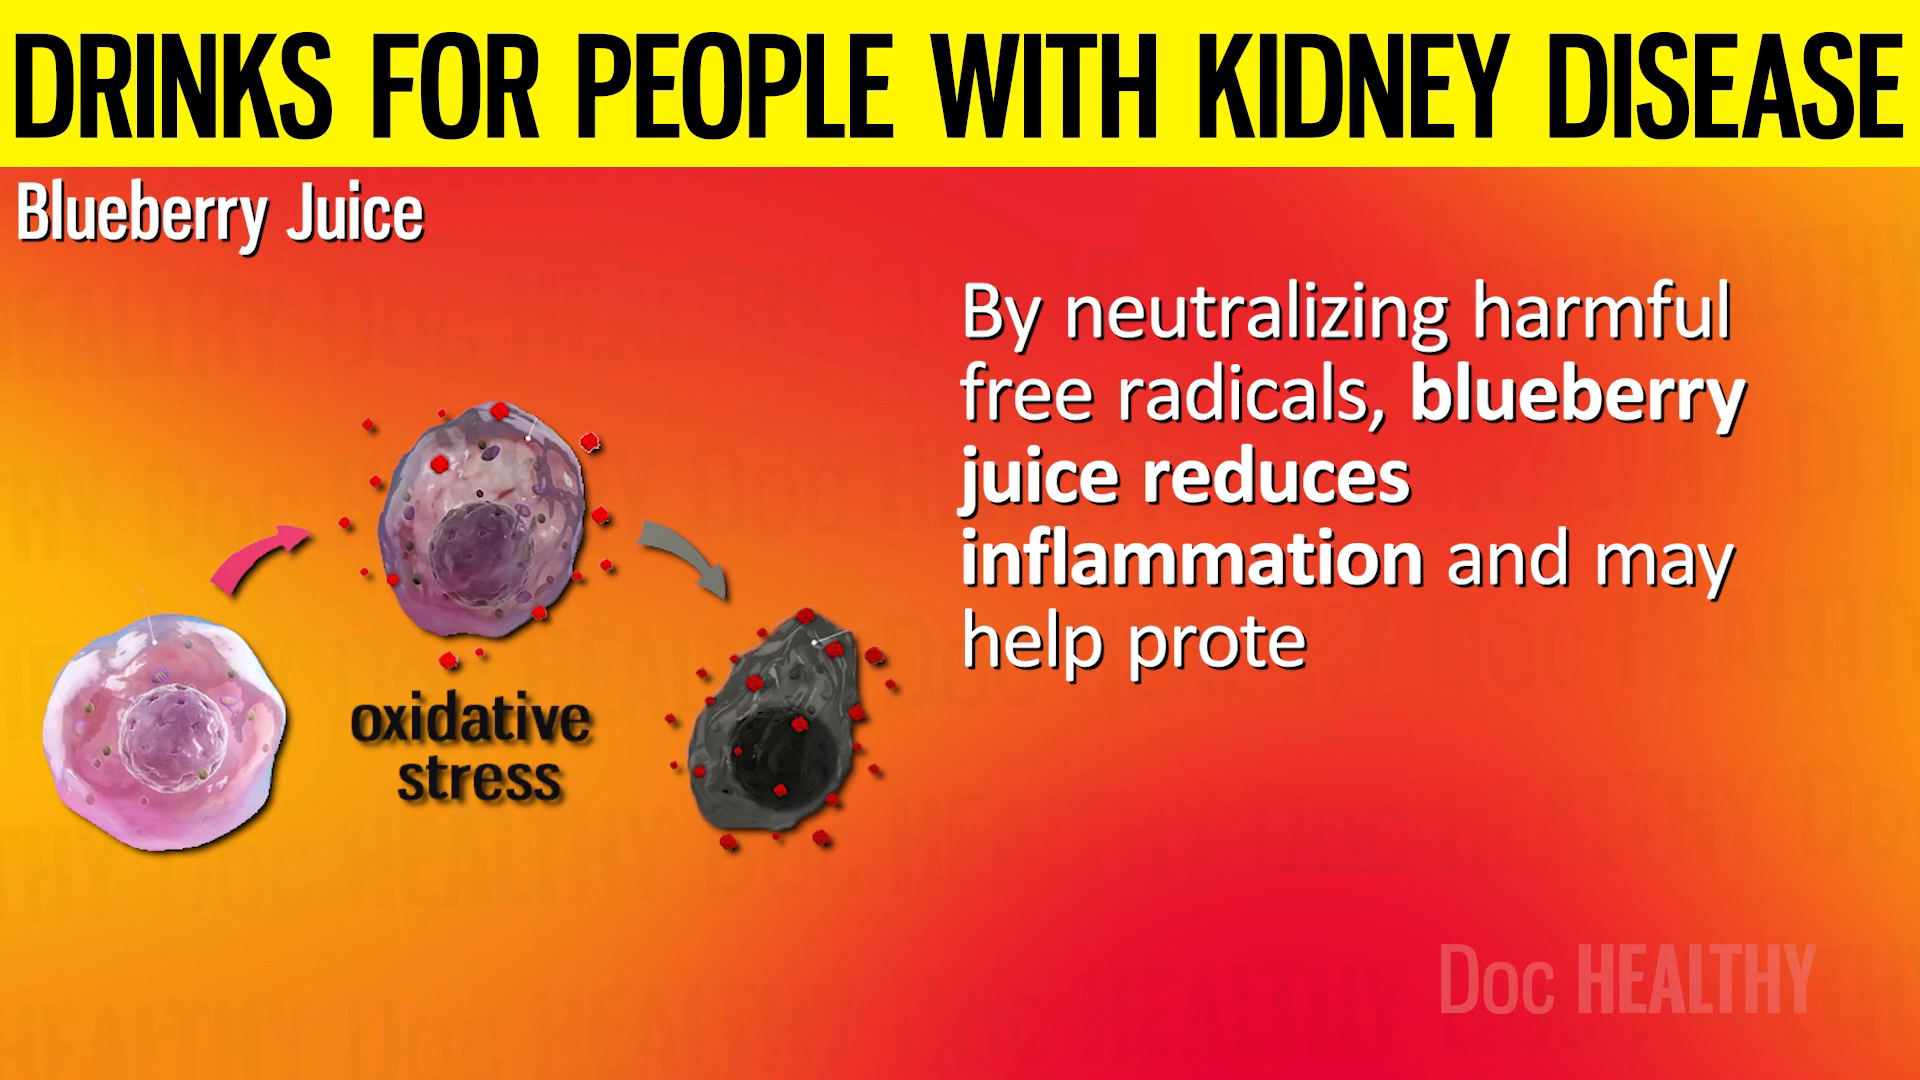 DRINKS FOR PEOPLE WITH KIDNEY DISEASE
Blueberry Juice
By neutralizing harmful
free radicals, blueberry
juice reduces
inflammation and may
help prote
oxidative
stress
Doc HEALTHY